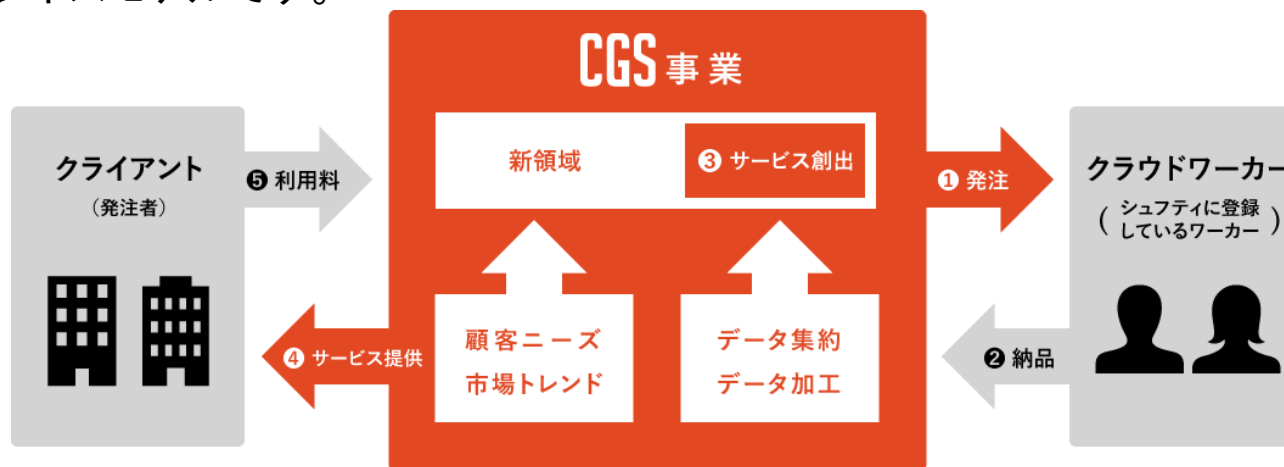 です。
CGS 事業
クライアント
(発注者)
❺ 利用料
新領域
❸ サービス創出
❶ 発注
クラウドワーカー
( シュフティに登録
しているワーカー )
❹ サービス提供
顧客ニーズ
市場トレンド
データ集約
データ加工
❷ 納品